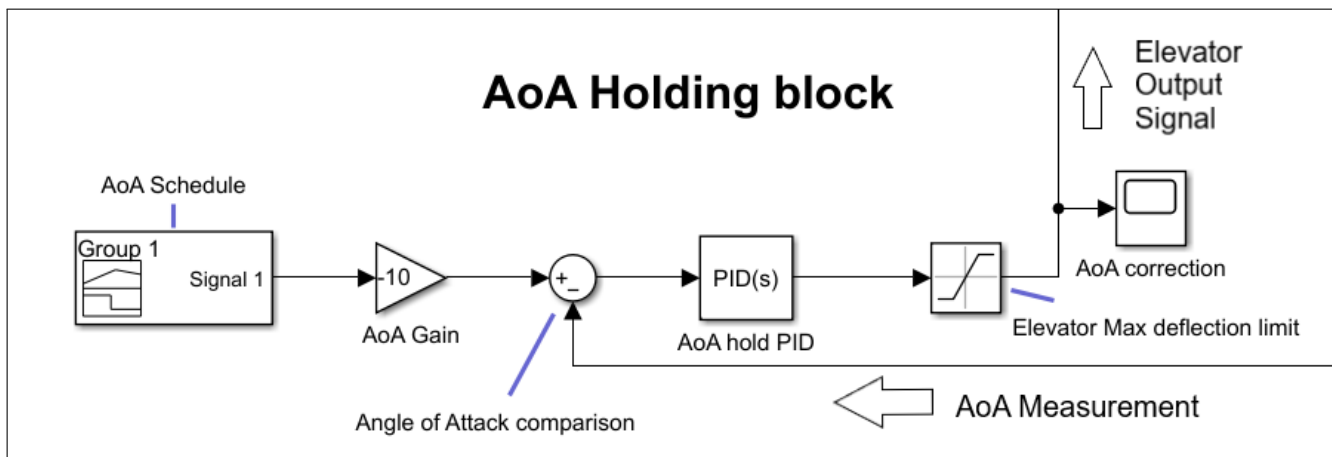 AoA Holding block
Elevator
Output
Signal
AoA Schedule
Group 1
Signal 1
-10
AoA Gain
+
-
PID(s)
AoA hold PID
AoA correction
Elevator Max deflection limit
Angle of Attack comparison
AoA Measurement